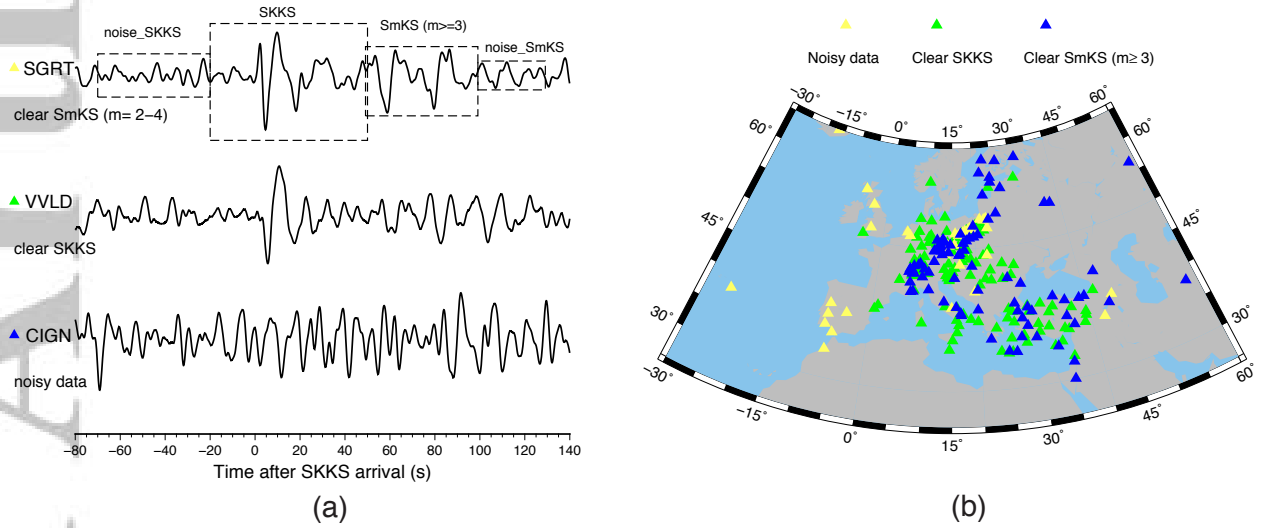 SKKS
noise_SKKS
SmKS (m>=3)
noise_SmKS
SGRT
clear SmKS (m= 2−4)
VVLD
clear SKKS
CIGN
noisy data
−80 −60 −40 −20 0 20 40 60 80 100 120 140
Time after SKKS arrival (s)
(a)
Noisy data Clear SKKS Clear SmKS (m≥ 3)
−30˚ −15˚ 0˚ 15˚ 30˚ 45˚ 60˚
60˚ 60˚
45˚ 45˚
30˚ 30˚
−30˚ −15˚ 0˚ 15˚ 30˚ 45˚ 60˚
(b)